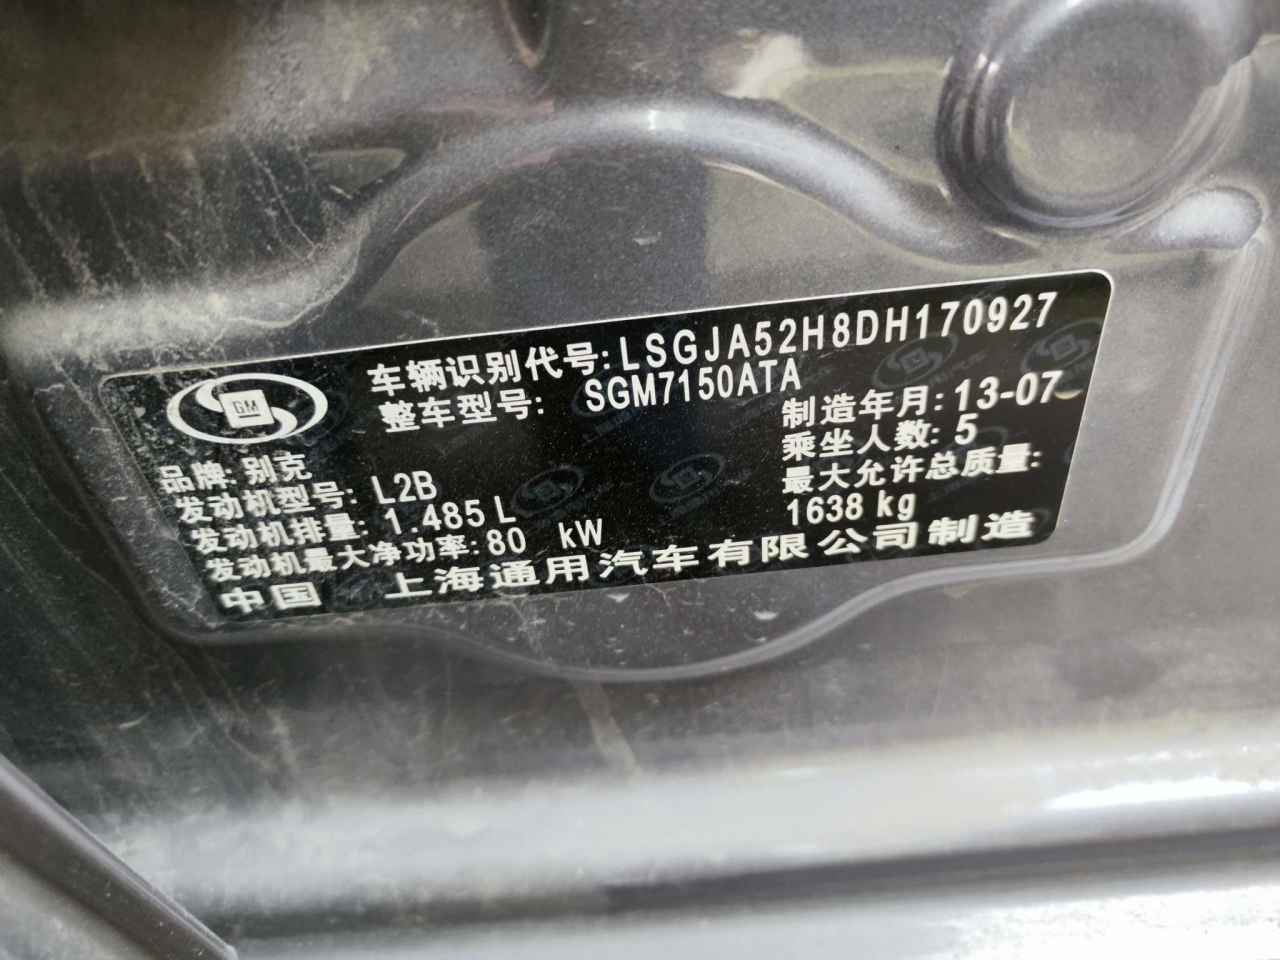 车辆识别代号:LSGJA52H8DH170927
整车型号: SGM7150ATA
GM
制造年月:13-07
品牌:别克
乘坐人数:5
发动机型号: L2B
最大允许总质量:
发动机排量: 1.485 L
1638 kg
发动机最大净功率:80 kW
中国 上海通用汽车有限公司制造